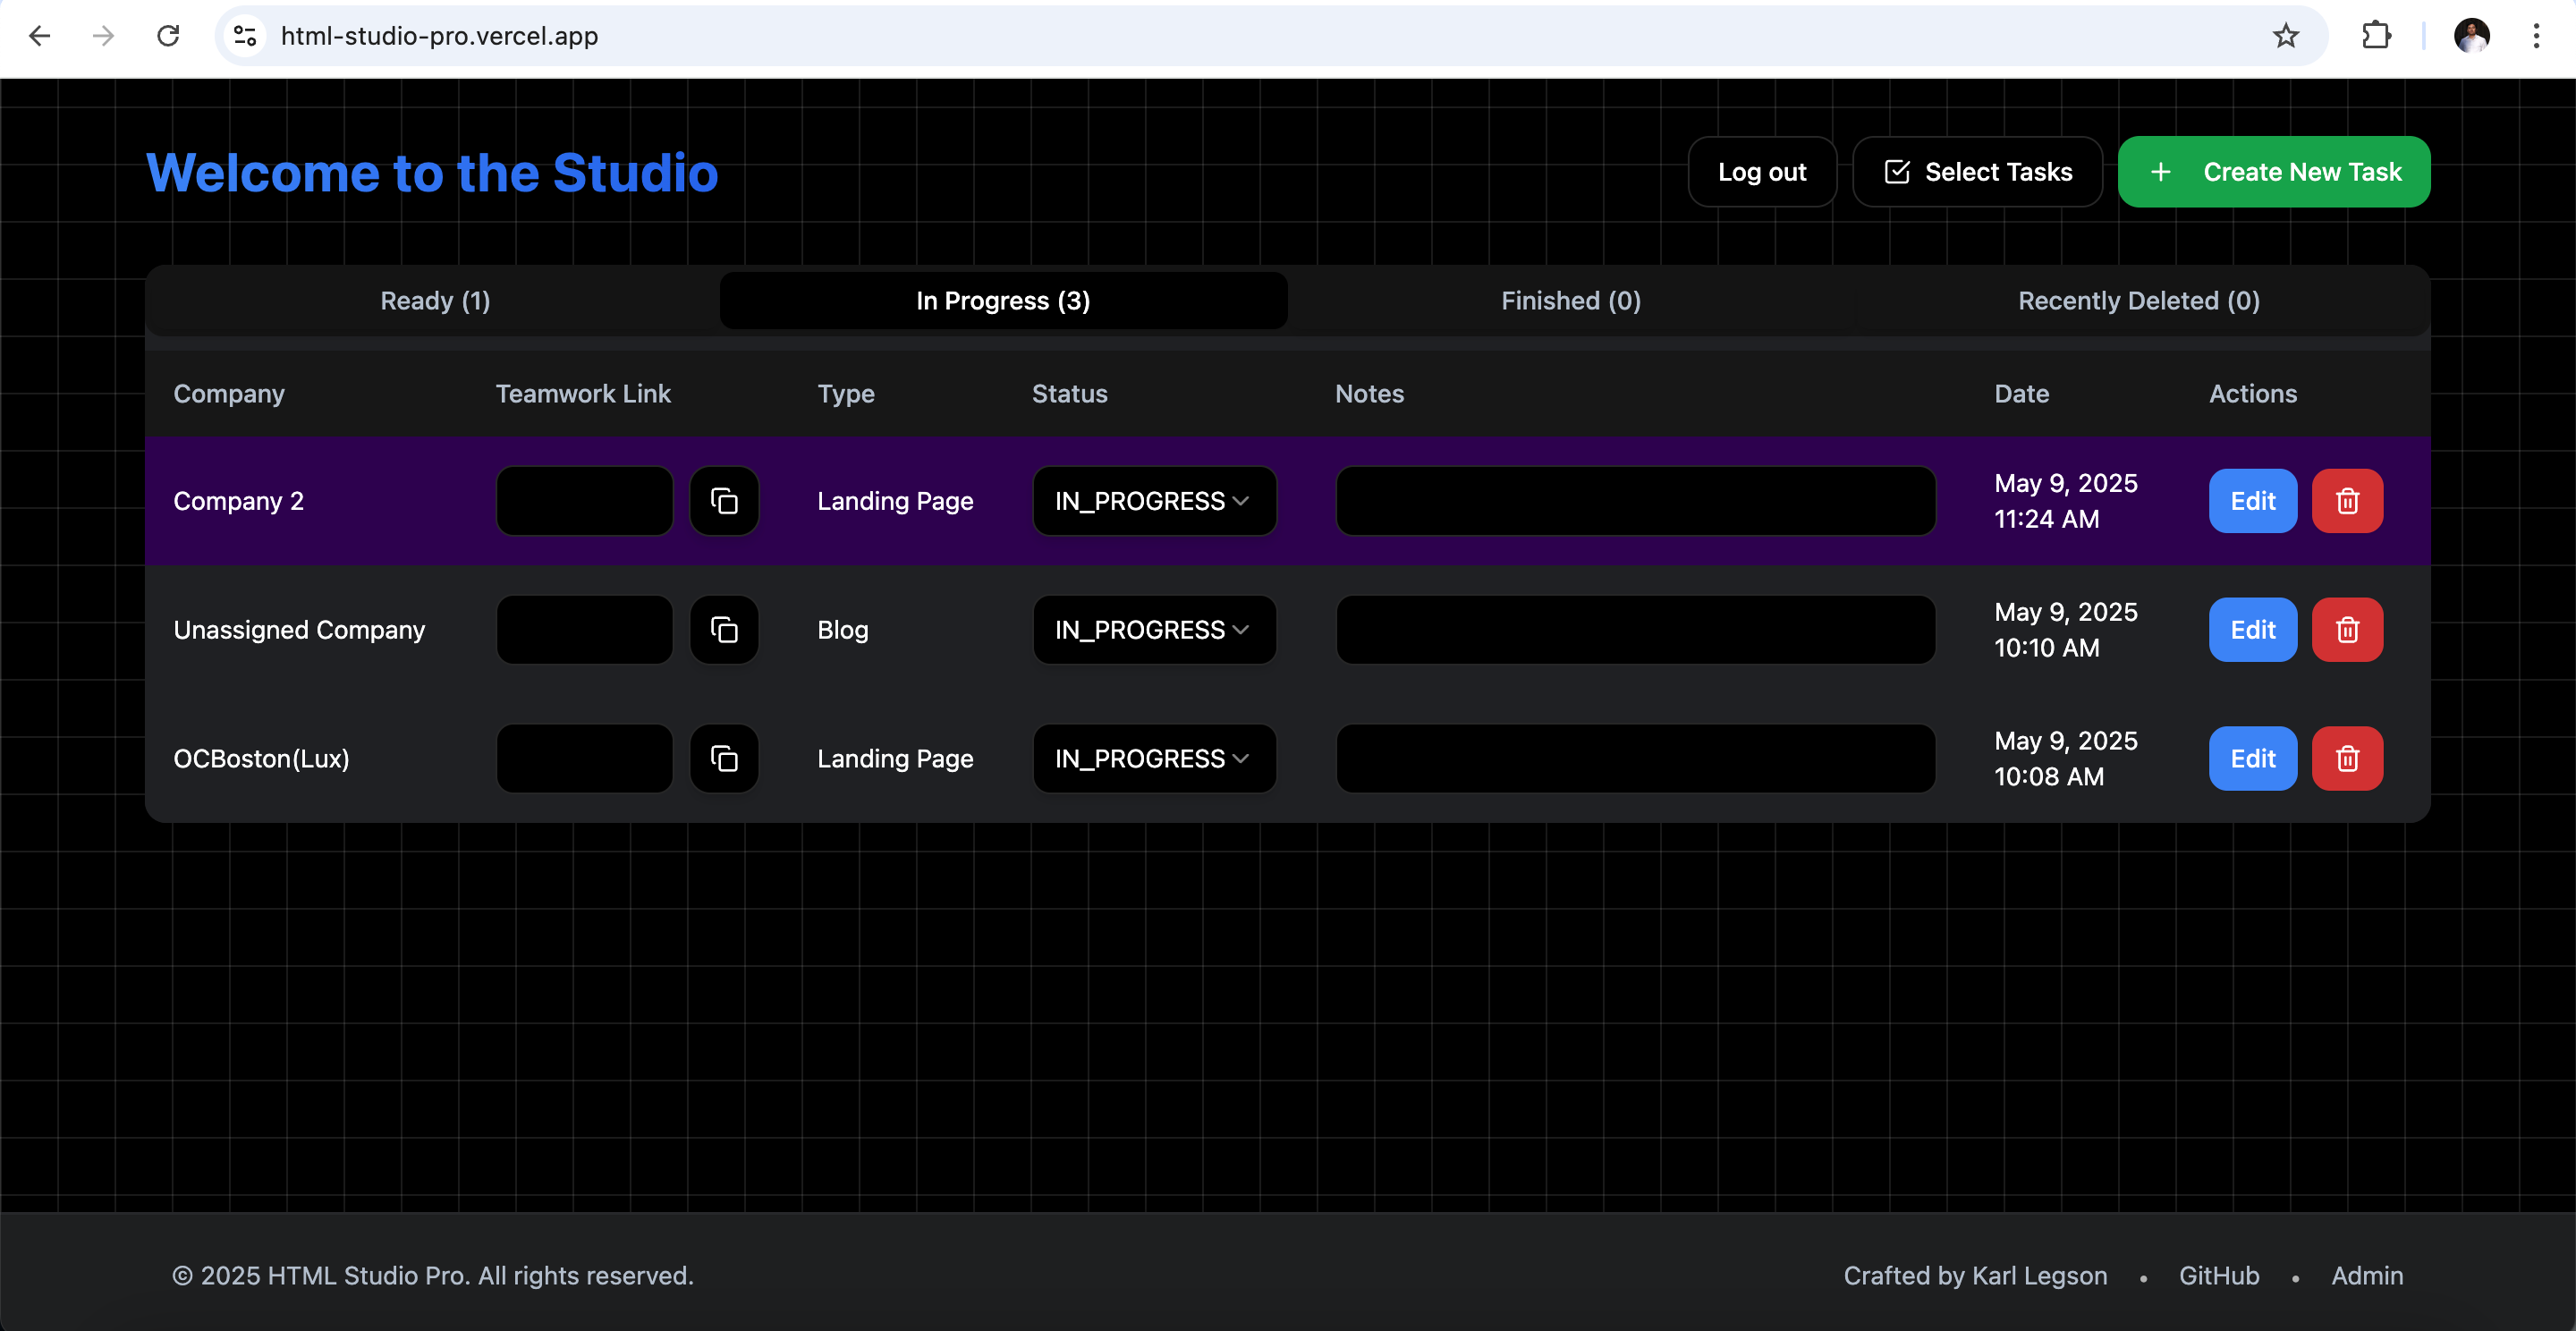 html-studio-pro.vercel.app
Welcome to the Studio
Log out
Select Tasks
+ Create New Task
Ready (1)
In Progress (3)
Finished (0)
Recently Deleted (0)
Company Teamwork Link Type Status Notes Date Actions
Company 2 Landing Page IN_PROGRESS May 9, 2025 Edit
11:24 AM
Unassigned Company Blog IN_PROGRESS May 9, 2025 Edit
10:10 AM
OCBoston(Lux) Landing Page IN_PROGRESS May 9, 2025 Edit
10:08 AM
© 2025 HTML Studio Pro. All rights reserved.
Crafted by Karl Legson • GitHub • Admin